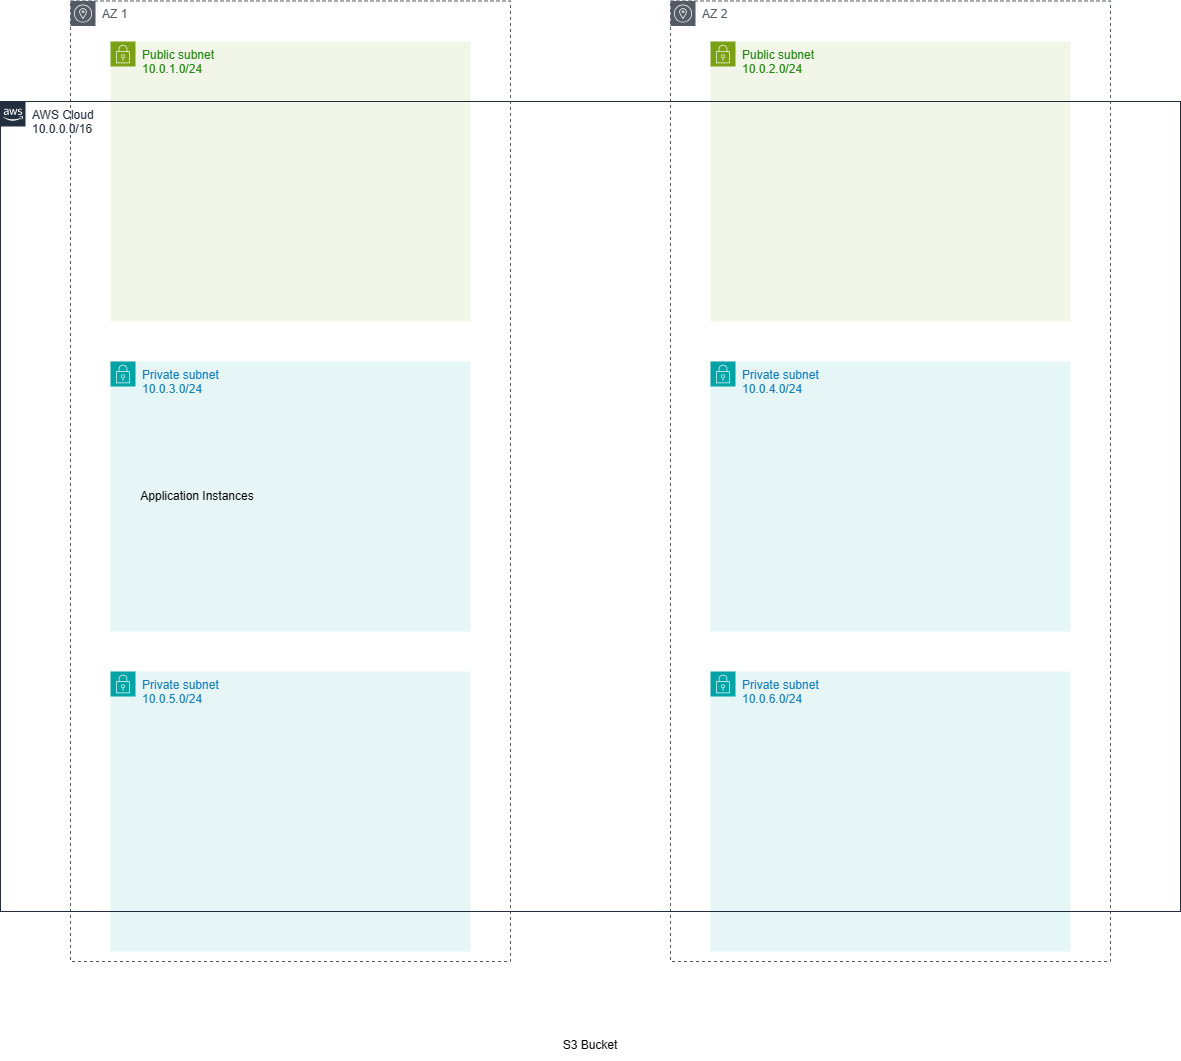 AZ 1
AZ 2
Public subnet
10.0.1.0/24
Public subnet
10.0.2.0/24
aws
AWS Cloud
10.0.0.0/16
Private subnet
10.0.3.0/24
Private subnet
10.0.4.0/24
Application Instances
Private subnet
10.0.5.0/24
Private subnet
10.0.6.0/24
S3 Bucket